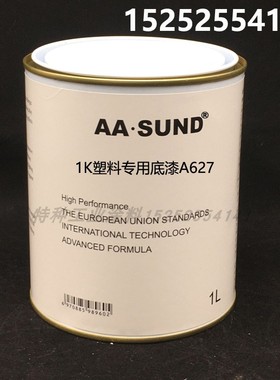 152525541
AA·SUND®
1K塑料专用底漆A627
High Performance
THE EUROPEAN UNION STANDARDS
INTERNATIONAL TECHNOLOGY
ADVANCED FORMULA
1L